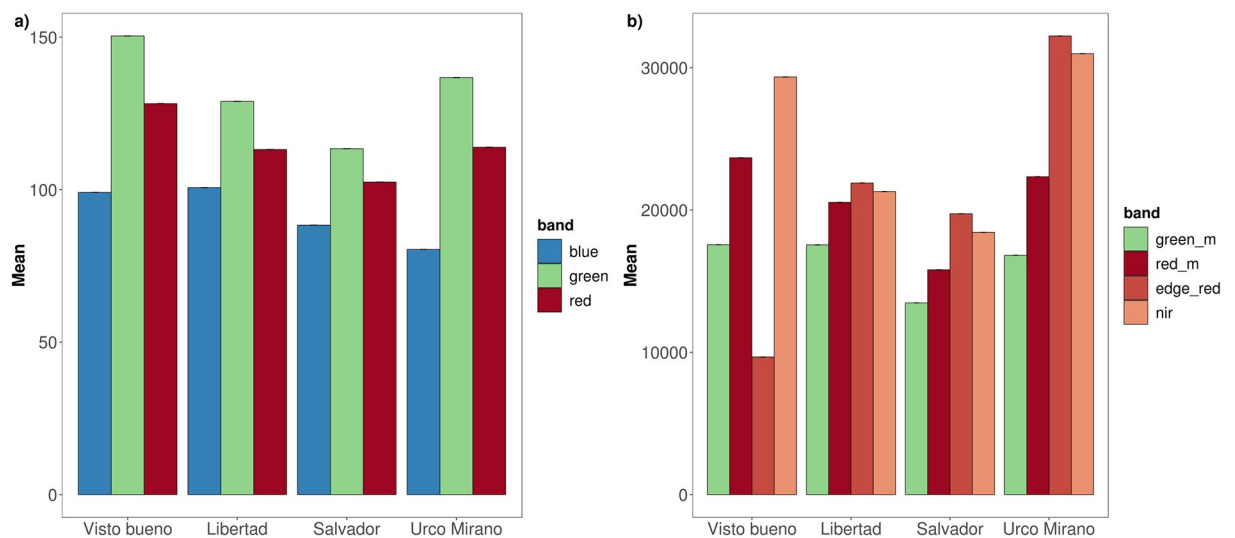 a)
150
100
50
0
Mean
Visto bueno
Libertad
Salvador
Urco Mirano
band
blue
green
red
b)
30000
20000
10000
0
Mean
Visto bueno
Libertad
Salvador
Urco Mirano
band
green_m
red_m
edge_red
nir